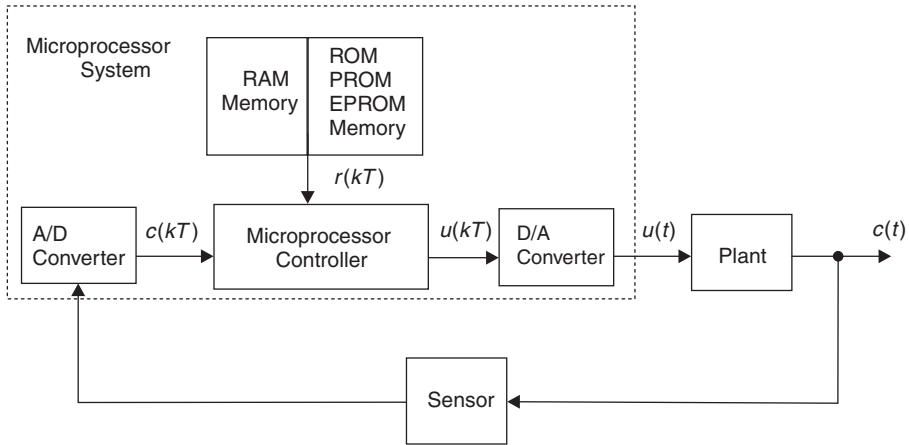 Microprocessor
System
RAM
Memory
ROM
PROM
EPROM
Memory
r(kT)
A/D
Converter
c(kT)
Microprocessor
Controller
u(kT)
D/A
Converter
u(t)
Plant
c(t)
Sensor